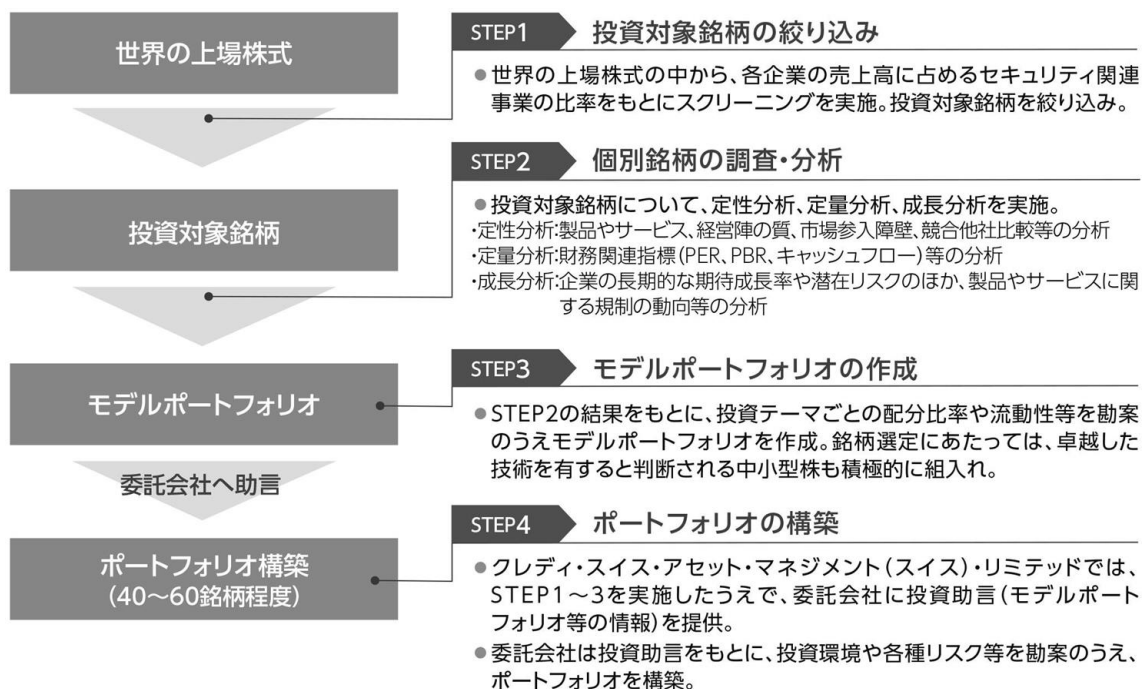 世界の上場株式
STEP1 投資対象銘柄の絞り込み
●世界の上場株式の中から、各企業の売上高に占めるセキュリティ関連
事業の比率をもとにスクリーニングを実施。投資対象銘柄を絞り込み。
投資対象銘柄
STEP2 個別銘柄の調査・分析
●投資対象銘柄について、定性分析、定量分析、成長分析を実施。
・定性分析:製品やサービス、経営陣の質、市場参入障壁、競合他社比較等の分析
・定量分析:財務関連指標(PER、PBR、キャッシュフロー)等の分析
・成長分析:企業の長期的な期待成長率や潜在リスクのほか、製品やサービスに関
する規制の動向等の分析
モデルポートフォリオ
STEP3 モデルポートフォリオの作成
●STEP2の結果をもとに、投資テーマごとの配分比率や流動性等を勘案
のうえモデルポートフォリオを作成。銘柄選定にあたっては、卓越した
技術を有すると判断される中小型株も積極的に組入れ。
委託会社へ助言
ポートフォリオ構築
(40〜60銘柄程度)
STEP4 ポートフォリオの構築
●クレディ・スイス・アセット・マネジメント(スイス)・リミテッドでは、
STEP1〜3を実施したうえで、委託会社に投資助言(モデルポート
フォリオ等の情報)を提供。
●委託会社は投資助言をもとに、投資環境や各種リスク等を勘案のうえ、
ポートフォリオを構築。